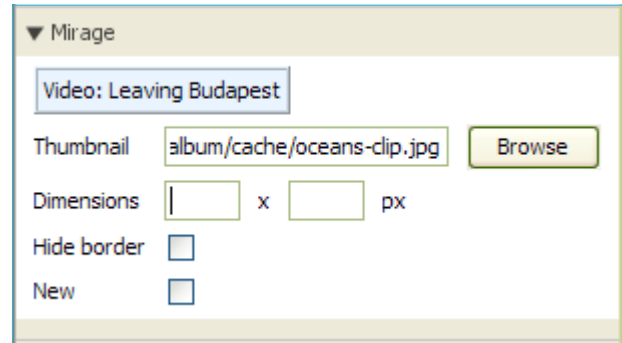 Mirage
Video: Leaving Budapest
Thumbnail album/cache/oceans-clip.jpg Browse
Dimensions x px
Hide border
New